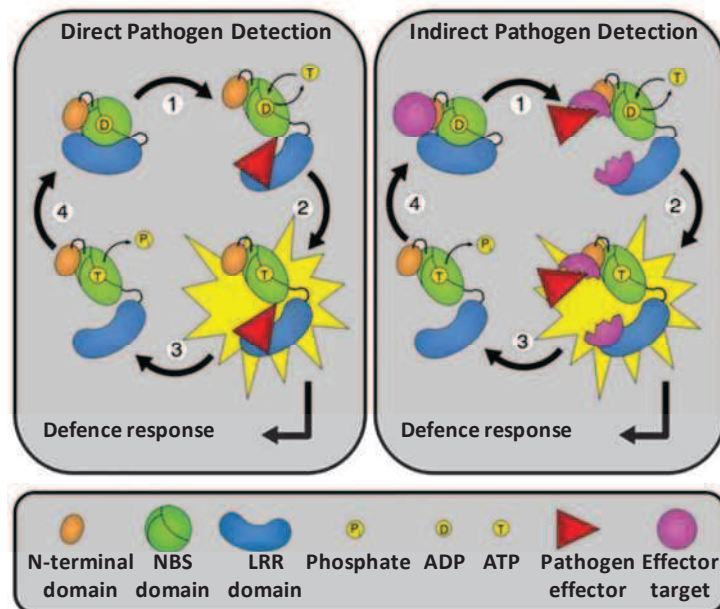 Direct Pathogen Detection
1
T
D
D
4
2
P
T
T
3
Defence response
Indirect Pathogen Detection
1
T
D
D
4
2
P
T
T
3
Defence response
Pi
D
T
N-terminal domain
NBS domain
LRR domain
Phosphate
ADP
ATP
Pathogen effector
Effector target